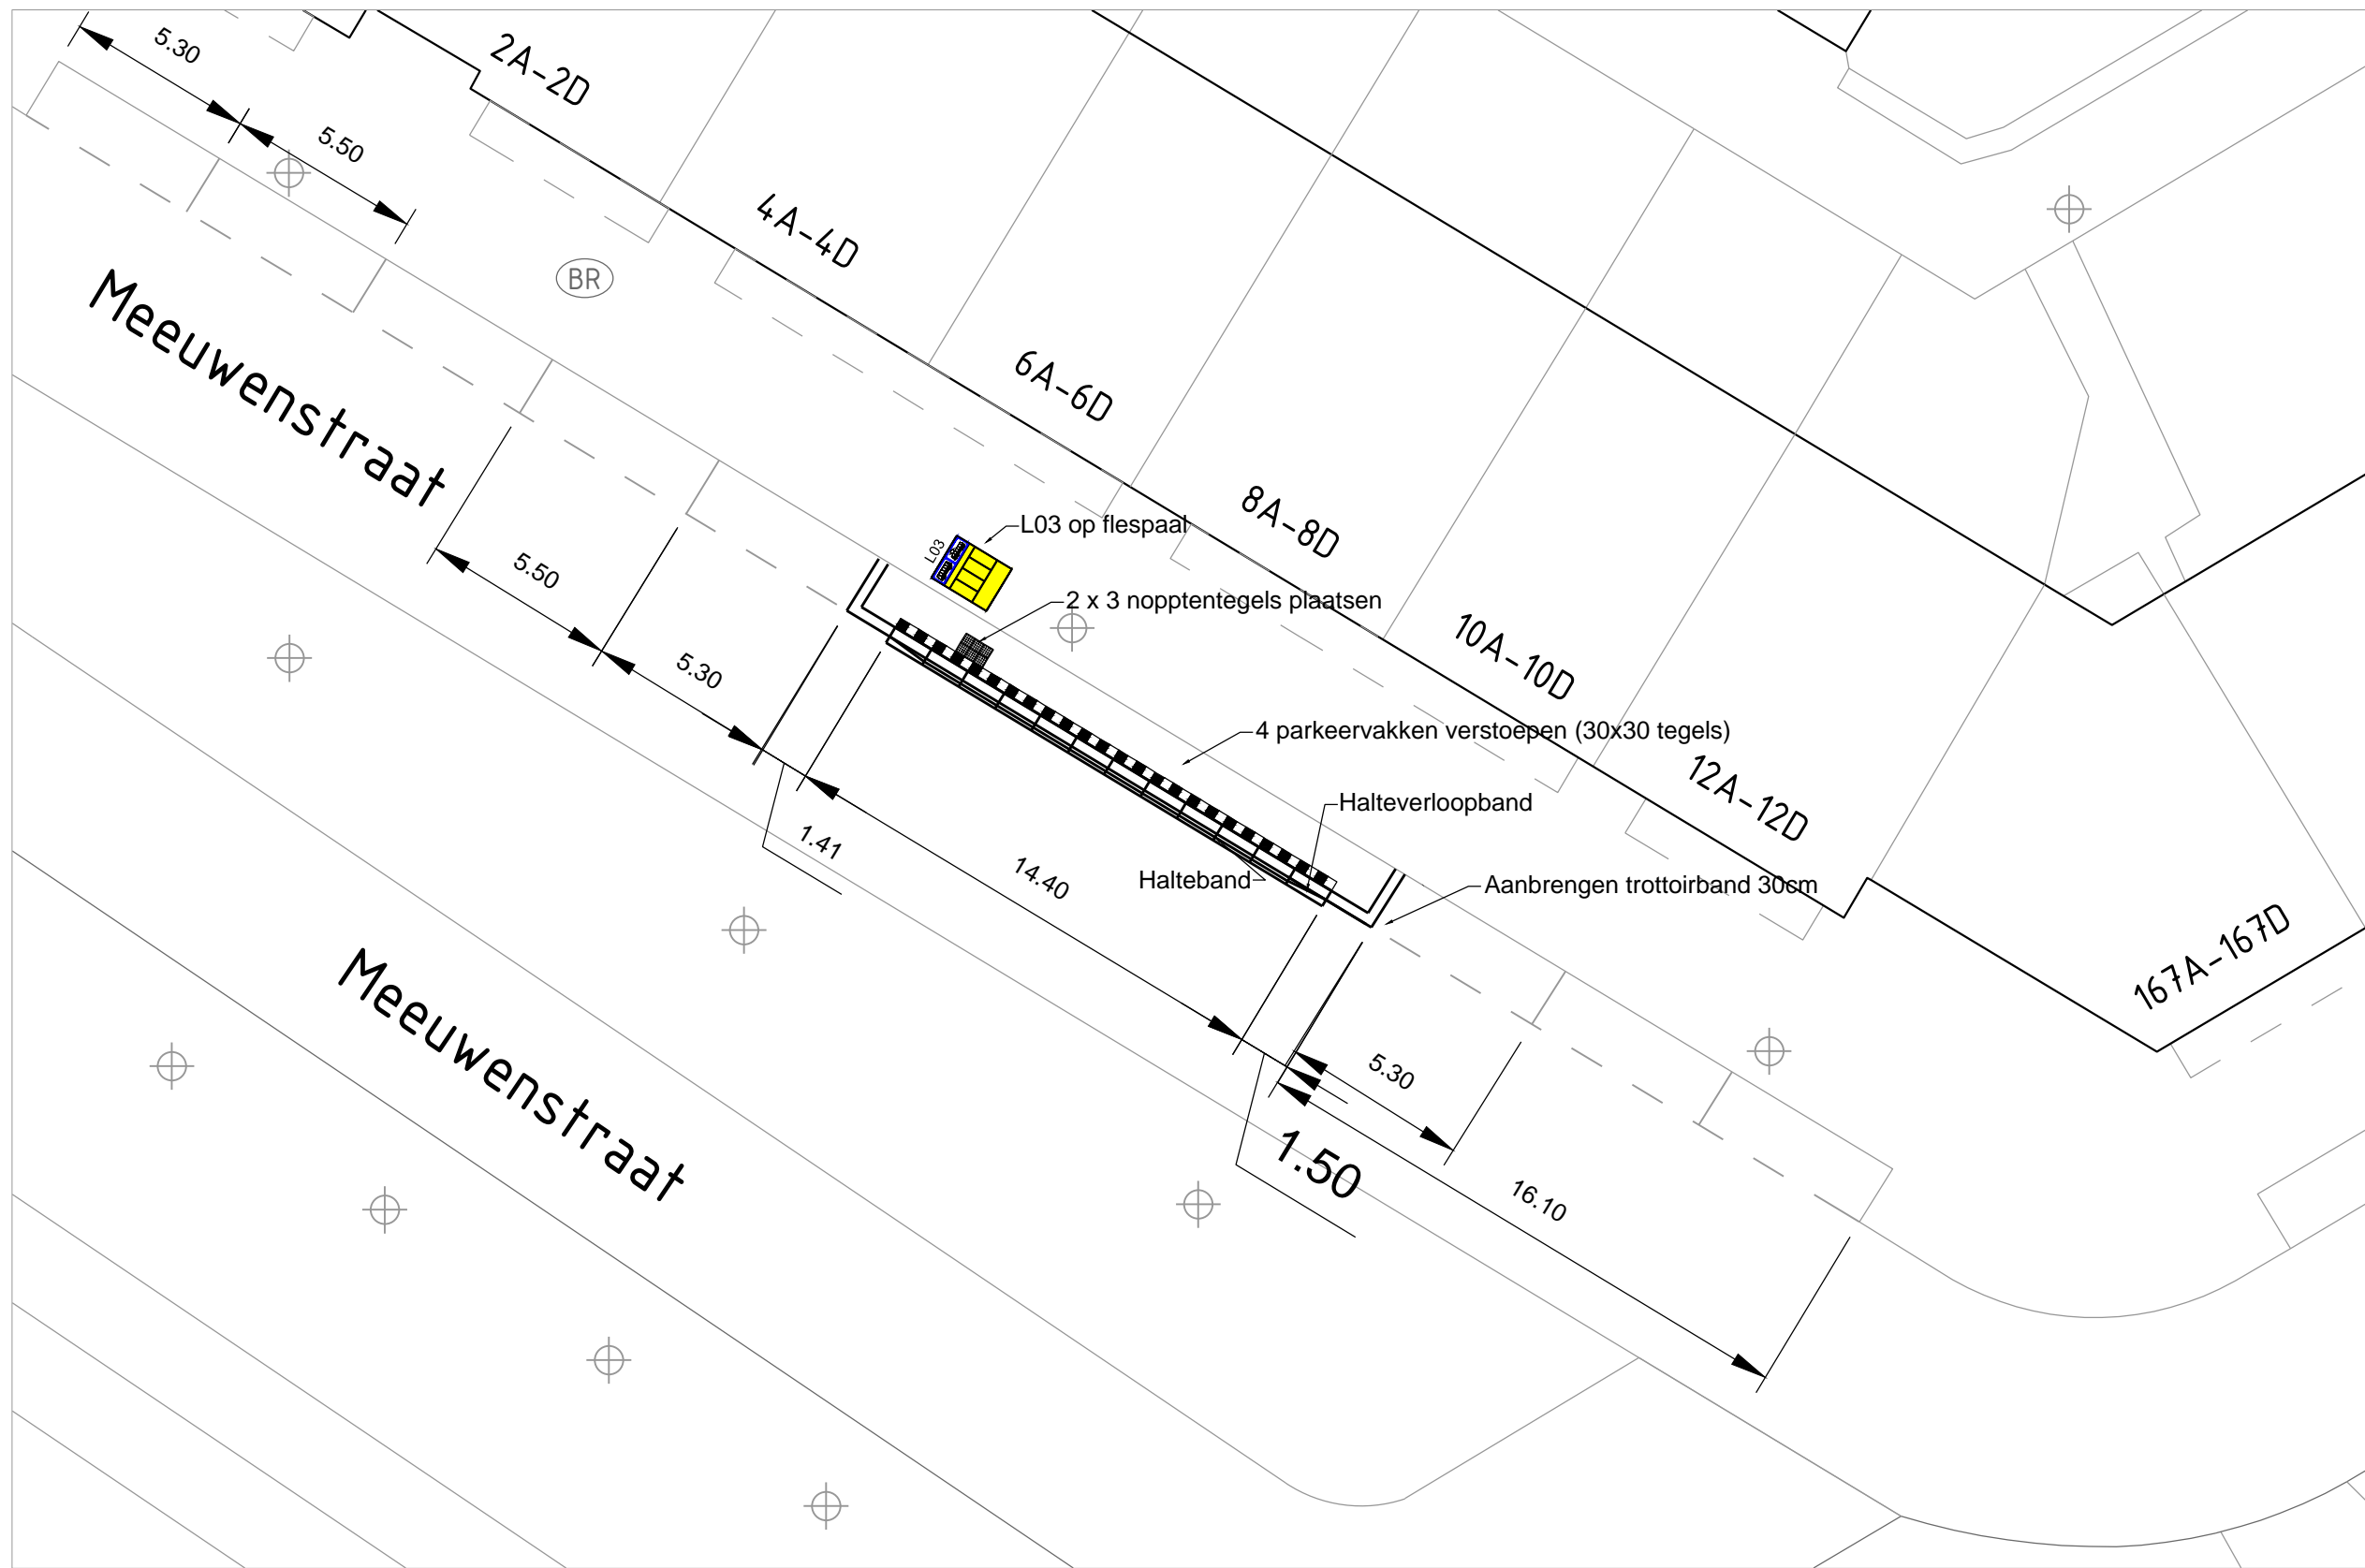 5.30
2A-2D
5.50
4A-4D
BR
Meeuwenstraat
6A-6D
8A-8D
L03 op flespaal
L03
5.50
2 x 3 nopptentegels plaatsen
10A-10D
5.30
4 parkeervakken verstoepen (30x30 tegels)
12A-12D
Halteverloopband
1.41
14.40
Halteband
Aanbrengen trottoirband 30cm
167A-167D
Meeuwenstraat
5.30
1.50
16.10